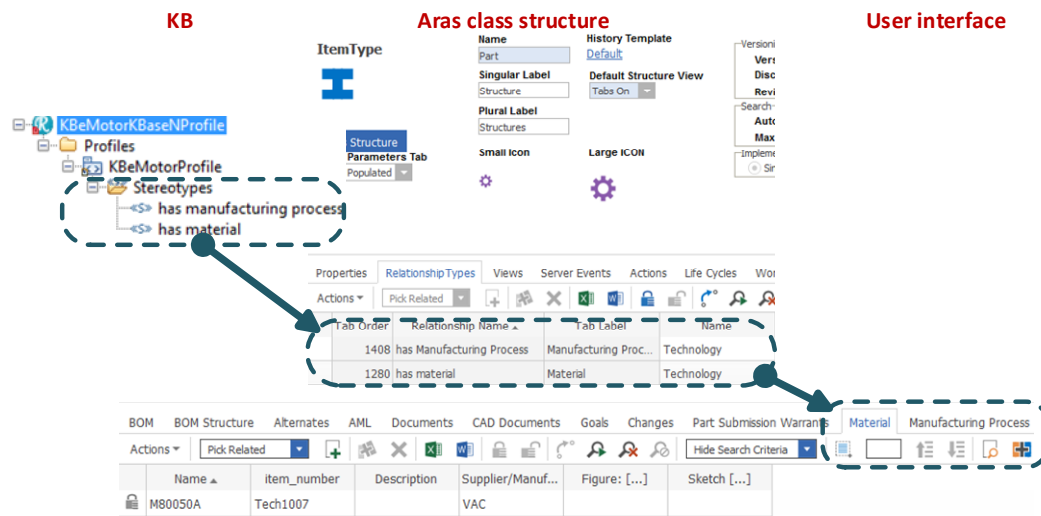 KB
Aras class structure
User interface
ItemType
Name
Part
History Template
Default
Singular Label
Structure
Default Structure View
Tabs On
Plural Label
Structures
Structure
Parameters Tab
Populated
Small Icon
Large ICON
Versioni
Vers
Disc
Revi
Search
Auto
Max
Impleme
Sin
KBeMotorKBaseNProfile
Profiles
KBeMotorProfile
Stereotypes
«S» has manufacturing process
«S» has material
Properties RelationshipTypes Views Server Events Actions Life Cycles Wor
Actions Pick Related
Tab Order Relationship Name Tab Label Name
1408 has Manufacturing Process Manufacturing Proc... Technology
1280 has material Material Technology
BOM BOM Structure Alternates AML Documents CAD Documents Goals Changes Part Submission Warrants Material Manufacturing Process
Actions Pick Related Hide Search Criteria
Name item_number Description Supplier/Manuf... Figure: [...] Sketch [...]
M80050A Tech1007 VAC